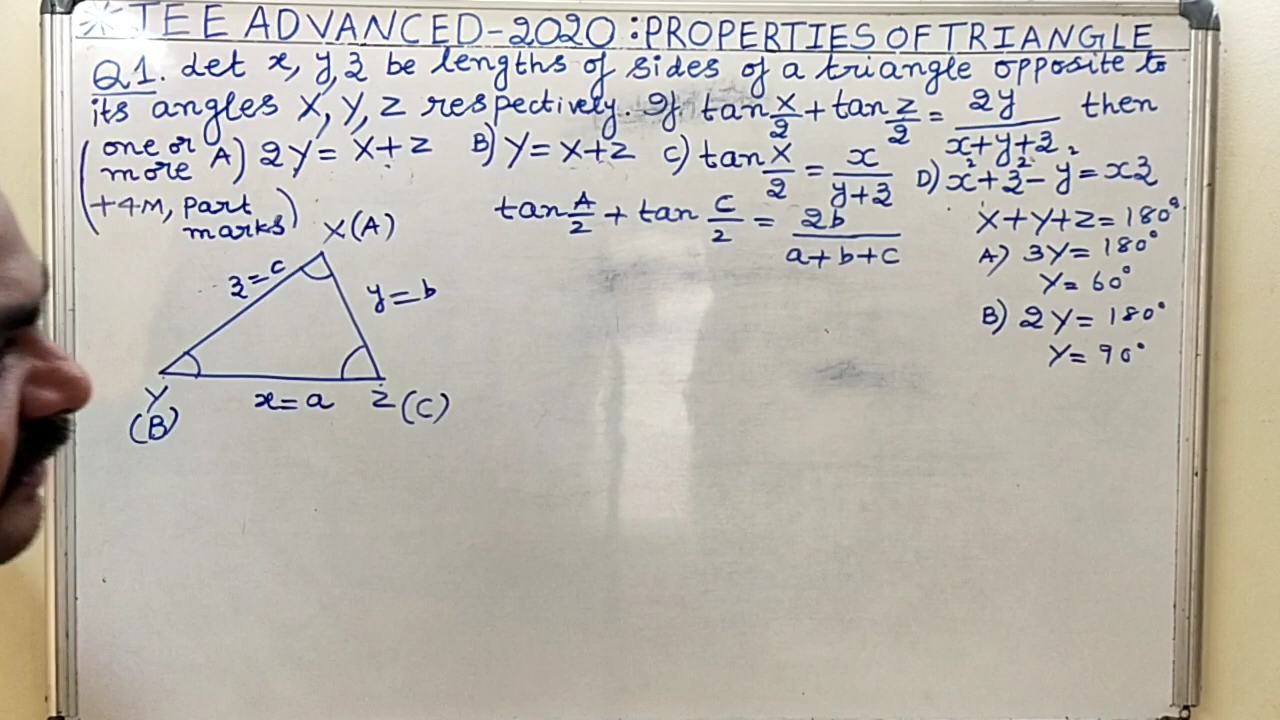 JEE ADVANCED-2020:PROPERTIES OF TRIANGLE
Q1. Let x, y, z be lengths of sides of a triangle opposite to
its angles X, Y, Z respectively. If tan X/2 + tan Z/2 = 2y/(x+y+z) then
(one or more +4M, part marks) A) 2Y = X+Z B) Y = X+Z C) tan X/2 = x/(y+z) D) x²+z²-y²=xz
tan A/2 + tan C/2 = 2b/(a+b+c)
X+Y+Z=180°
A) 3Y=180°
Y=60°
B) 2Y=180°
Y=90°
X(A)
z=c
y=b
Y
(B)
x=a
Z(C)